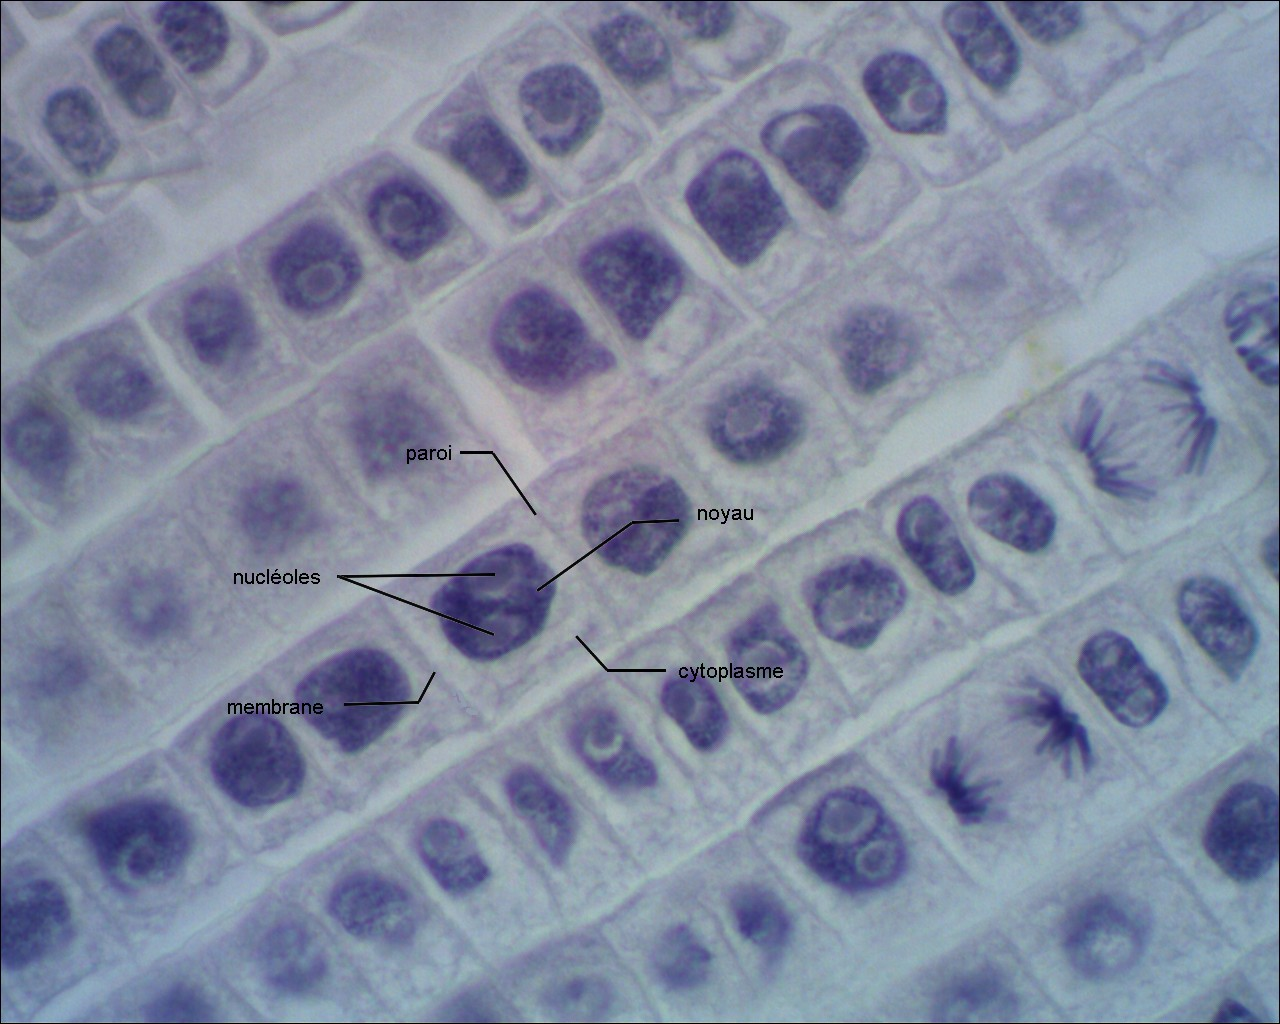 paroi
noyau
nucléoles
cytoplasme
membrane